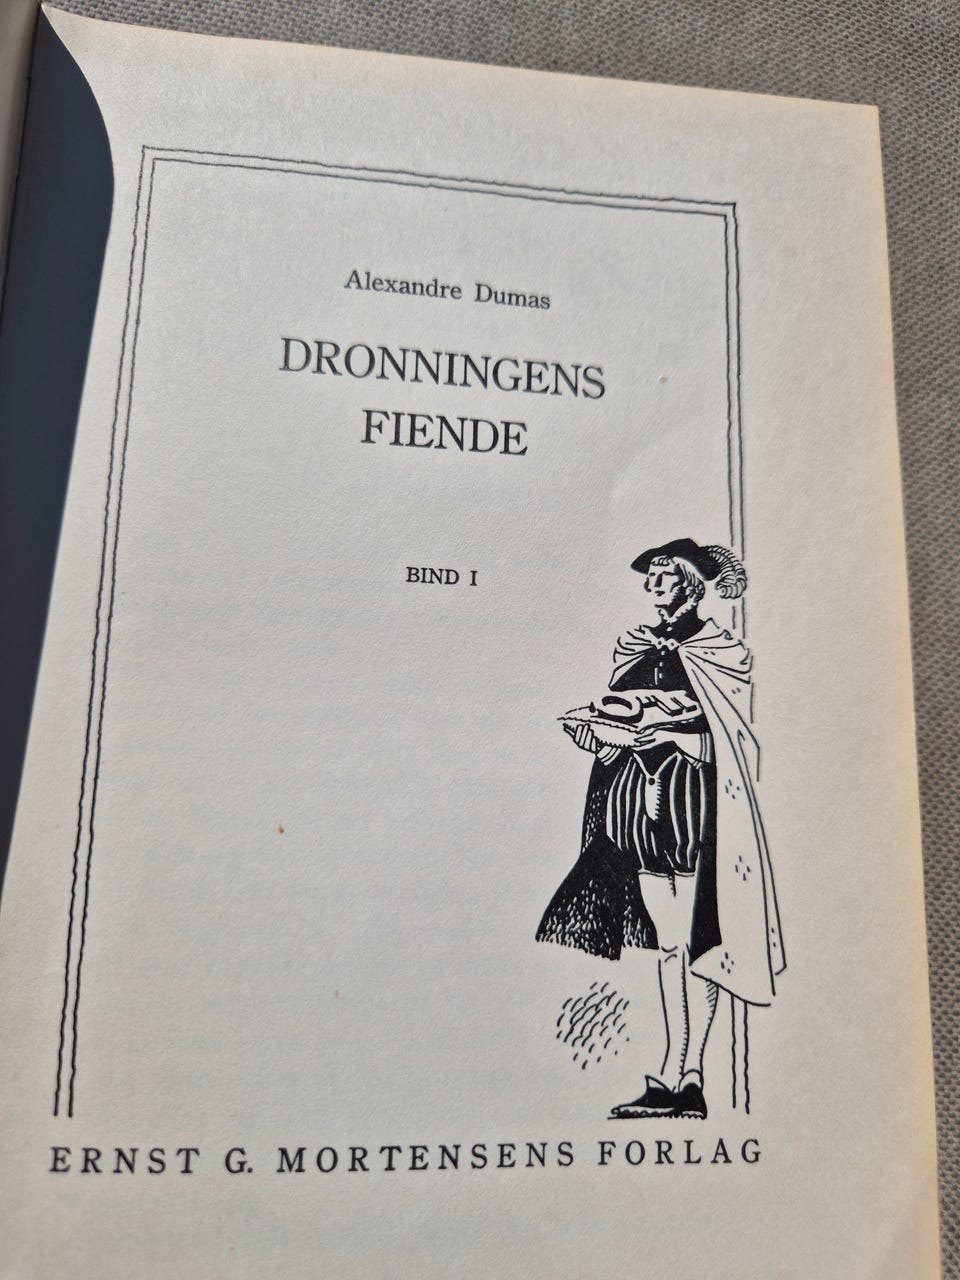 Alexandre Dumas
DRONNINGENS
FIENDE
BIND I
ERNST G. MORTENSENS FORLAG